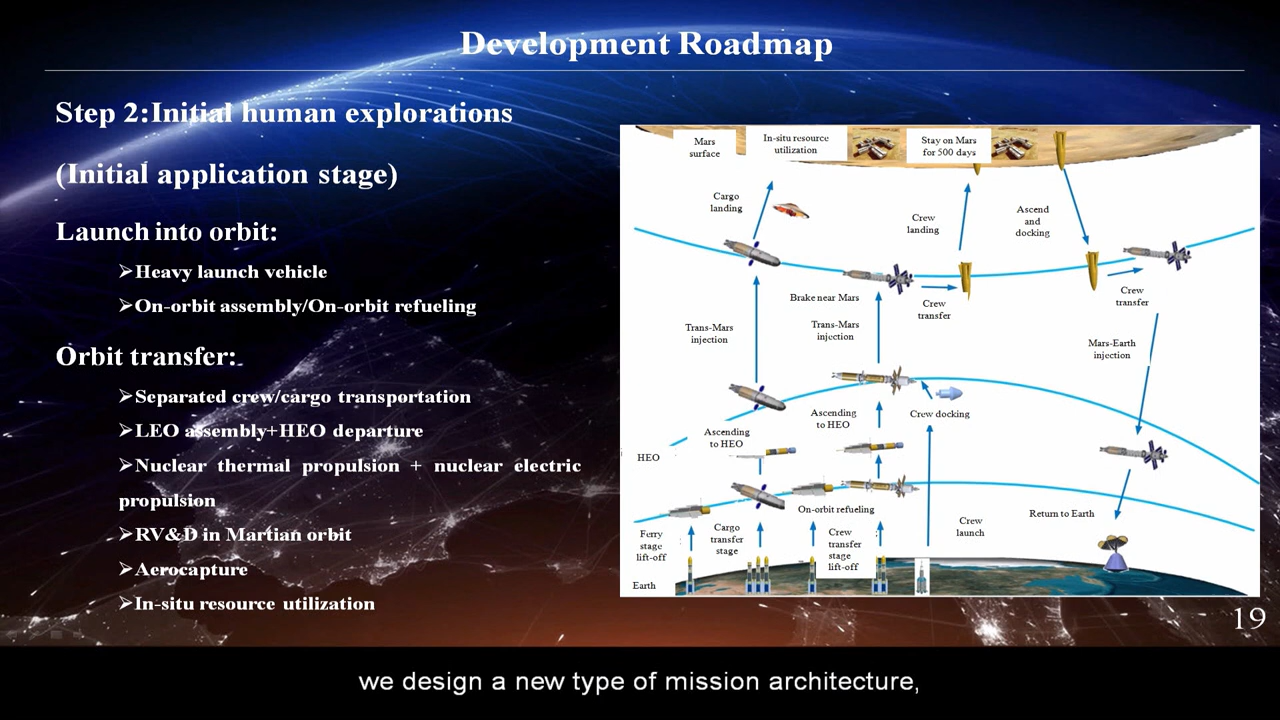 Development Roadmap
Step 2:Initial human explorations
(Initial application stage)
Launch into orbit:
➢Heavy launch vehicle
➢On-orbit assembly/On-orbit refueling
Orbit transfer:
➢Separated crew/cargo transportation
➢LEO assembly+HEO departure
➢Nuclear thermal propulsion + nuclear electric
propulsion
➢RV&D in Martian orbit
➢Aerocapture
➢In-situ resource utilization
Mars
surface
In-situ resource
utilization
Stay on Mars
for 500 days
Cargo
landing
Crew
landing
Ascend
and
docking
Brake near Mars
Crew
transfer
Crew
transfer
Trans-Mars
injection
Trans-Mars
injection
Mars-Earth
injection
Ascending
to HEO
Ascending
to HEO
Crew docking
HEO
On-orbit refueling
Return to Earth
Ferry
stage
lift-off
Cargo
transfer
stage
Crew
transfer
stage
lift-off
Crew
launch
Earth
19
we design a new type of mission architecture,